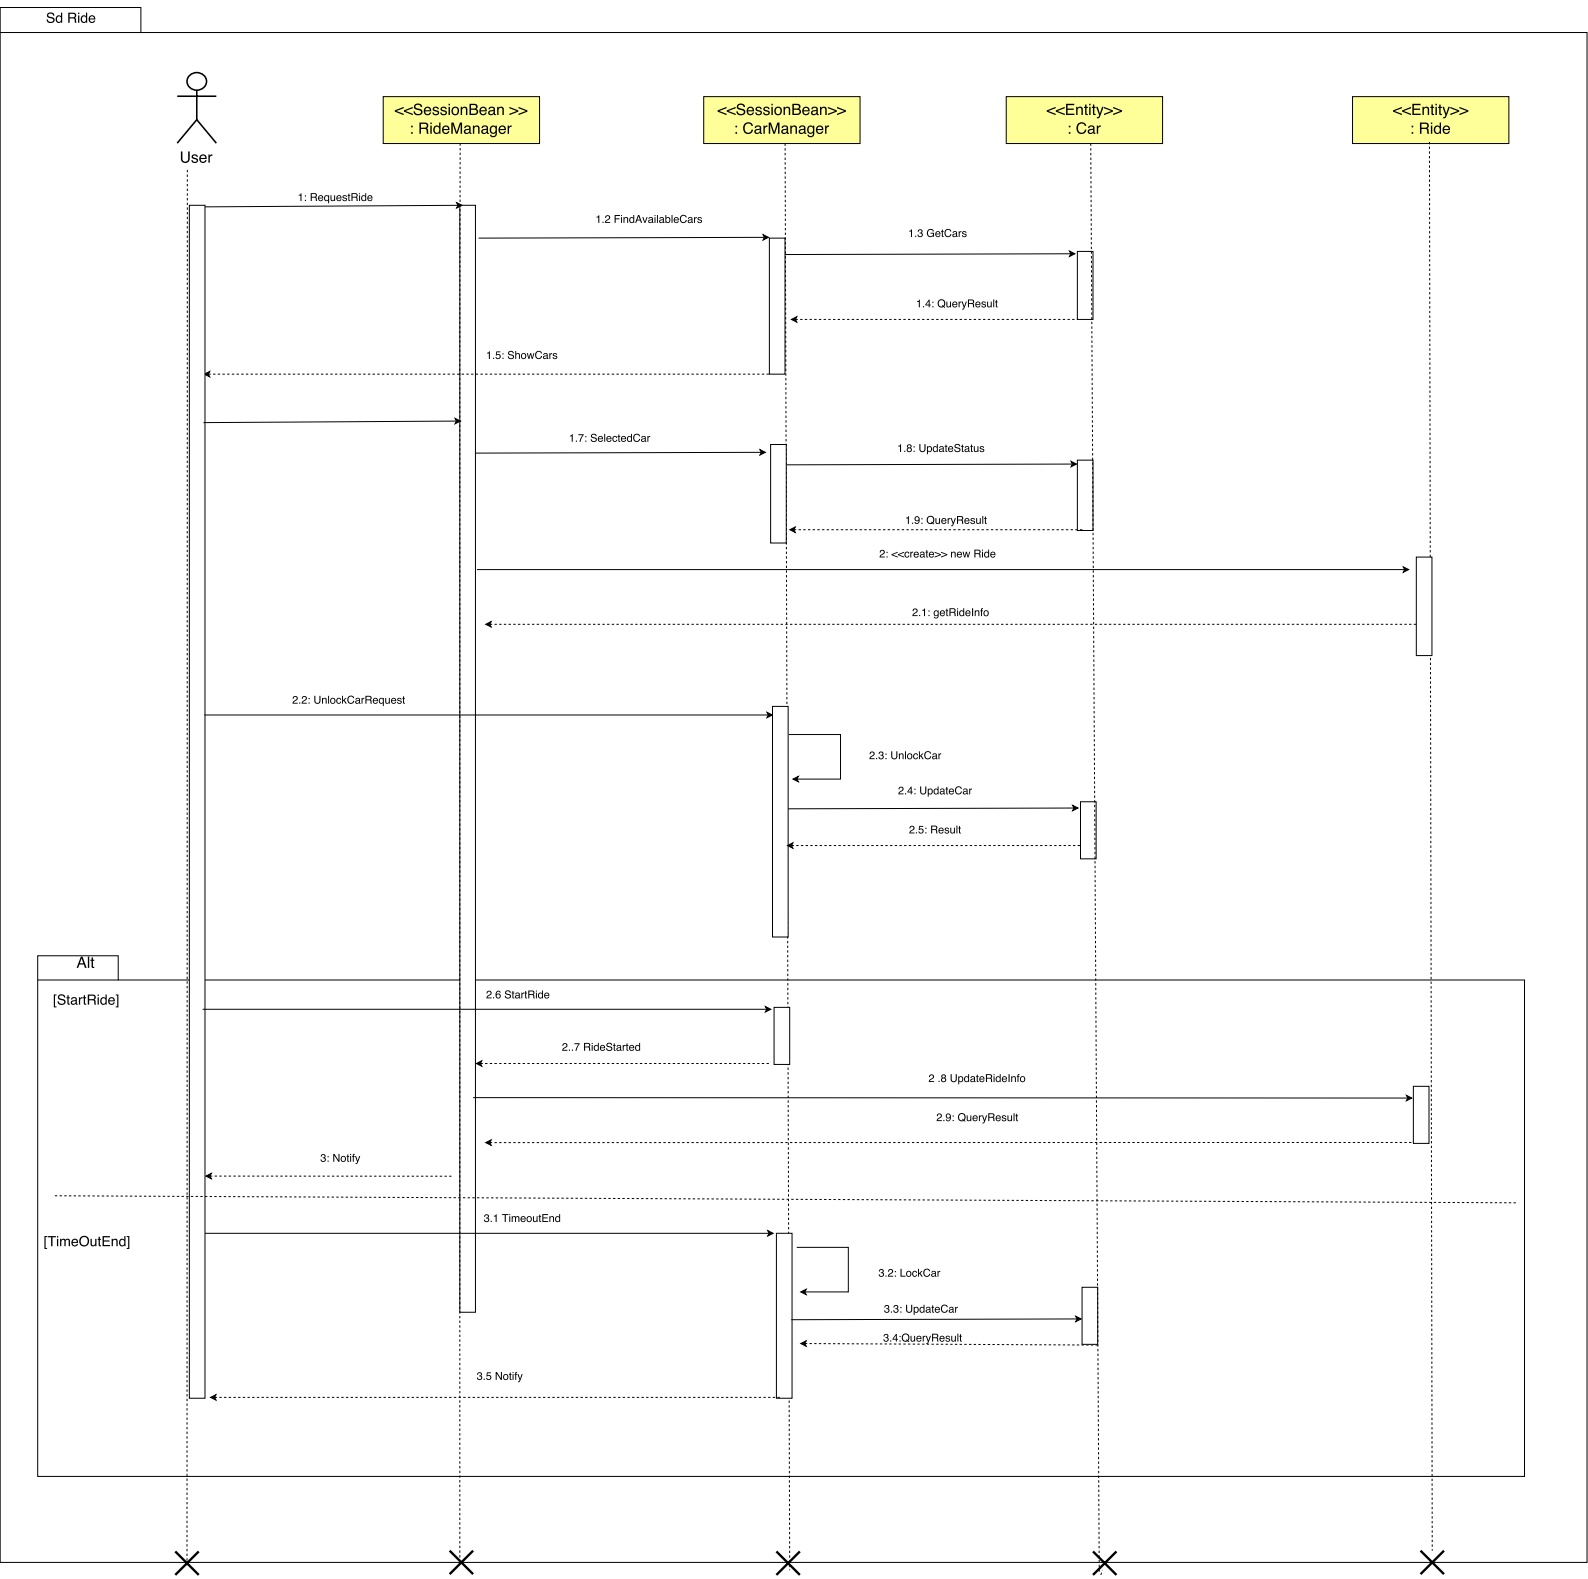 Sd Ride
User
<<SessionBean >>
: RideManager
<<SessionBean>>
: CarManager
<<Entity>>
: Car
<<Entity>>
: Ride
1: RequestRide
1.2 FindAvailableCars
1.3 GetCars
1.4: QueryResult
1.5: ShowCars
1.7: SelectedCar
1.8: UpdateStatus
1.9: QueryResult
2: <<create>> new Ride
2.1: getRideInfo
2.2: UnlockCarRequest
2.3: UnlockCar
2.4: UpdateCar
2.5: Result
Alt
[StartRide]
2.6 StartRide
2..7 RideStarted
2 .8 UpdateRideInfo
2.9: QueryResult
3: Notify
3.1 TimeoutEnd
[TimeOutEnd]
3.2: LockCar
3.3: UpdateCar
3.4:QueryResult
3.5 Notify